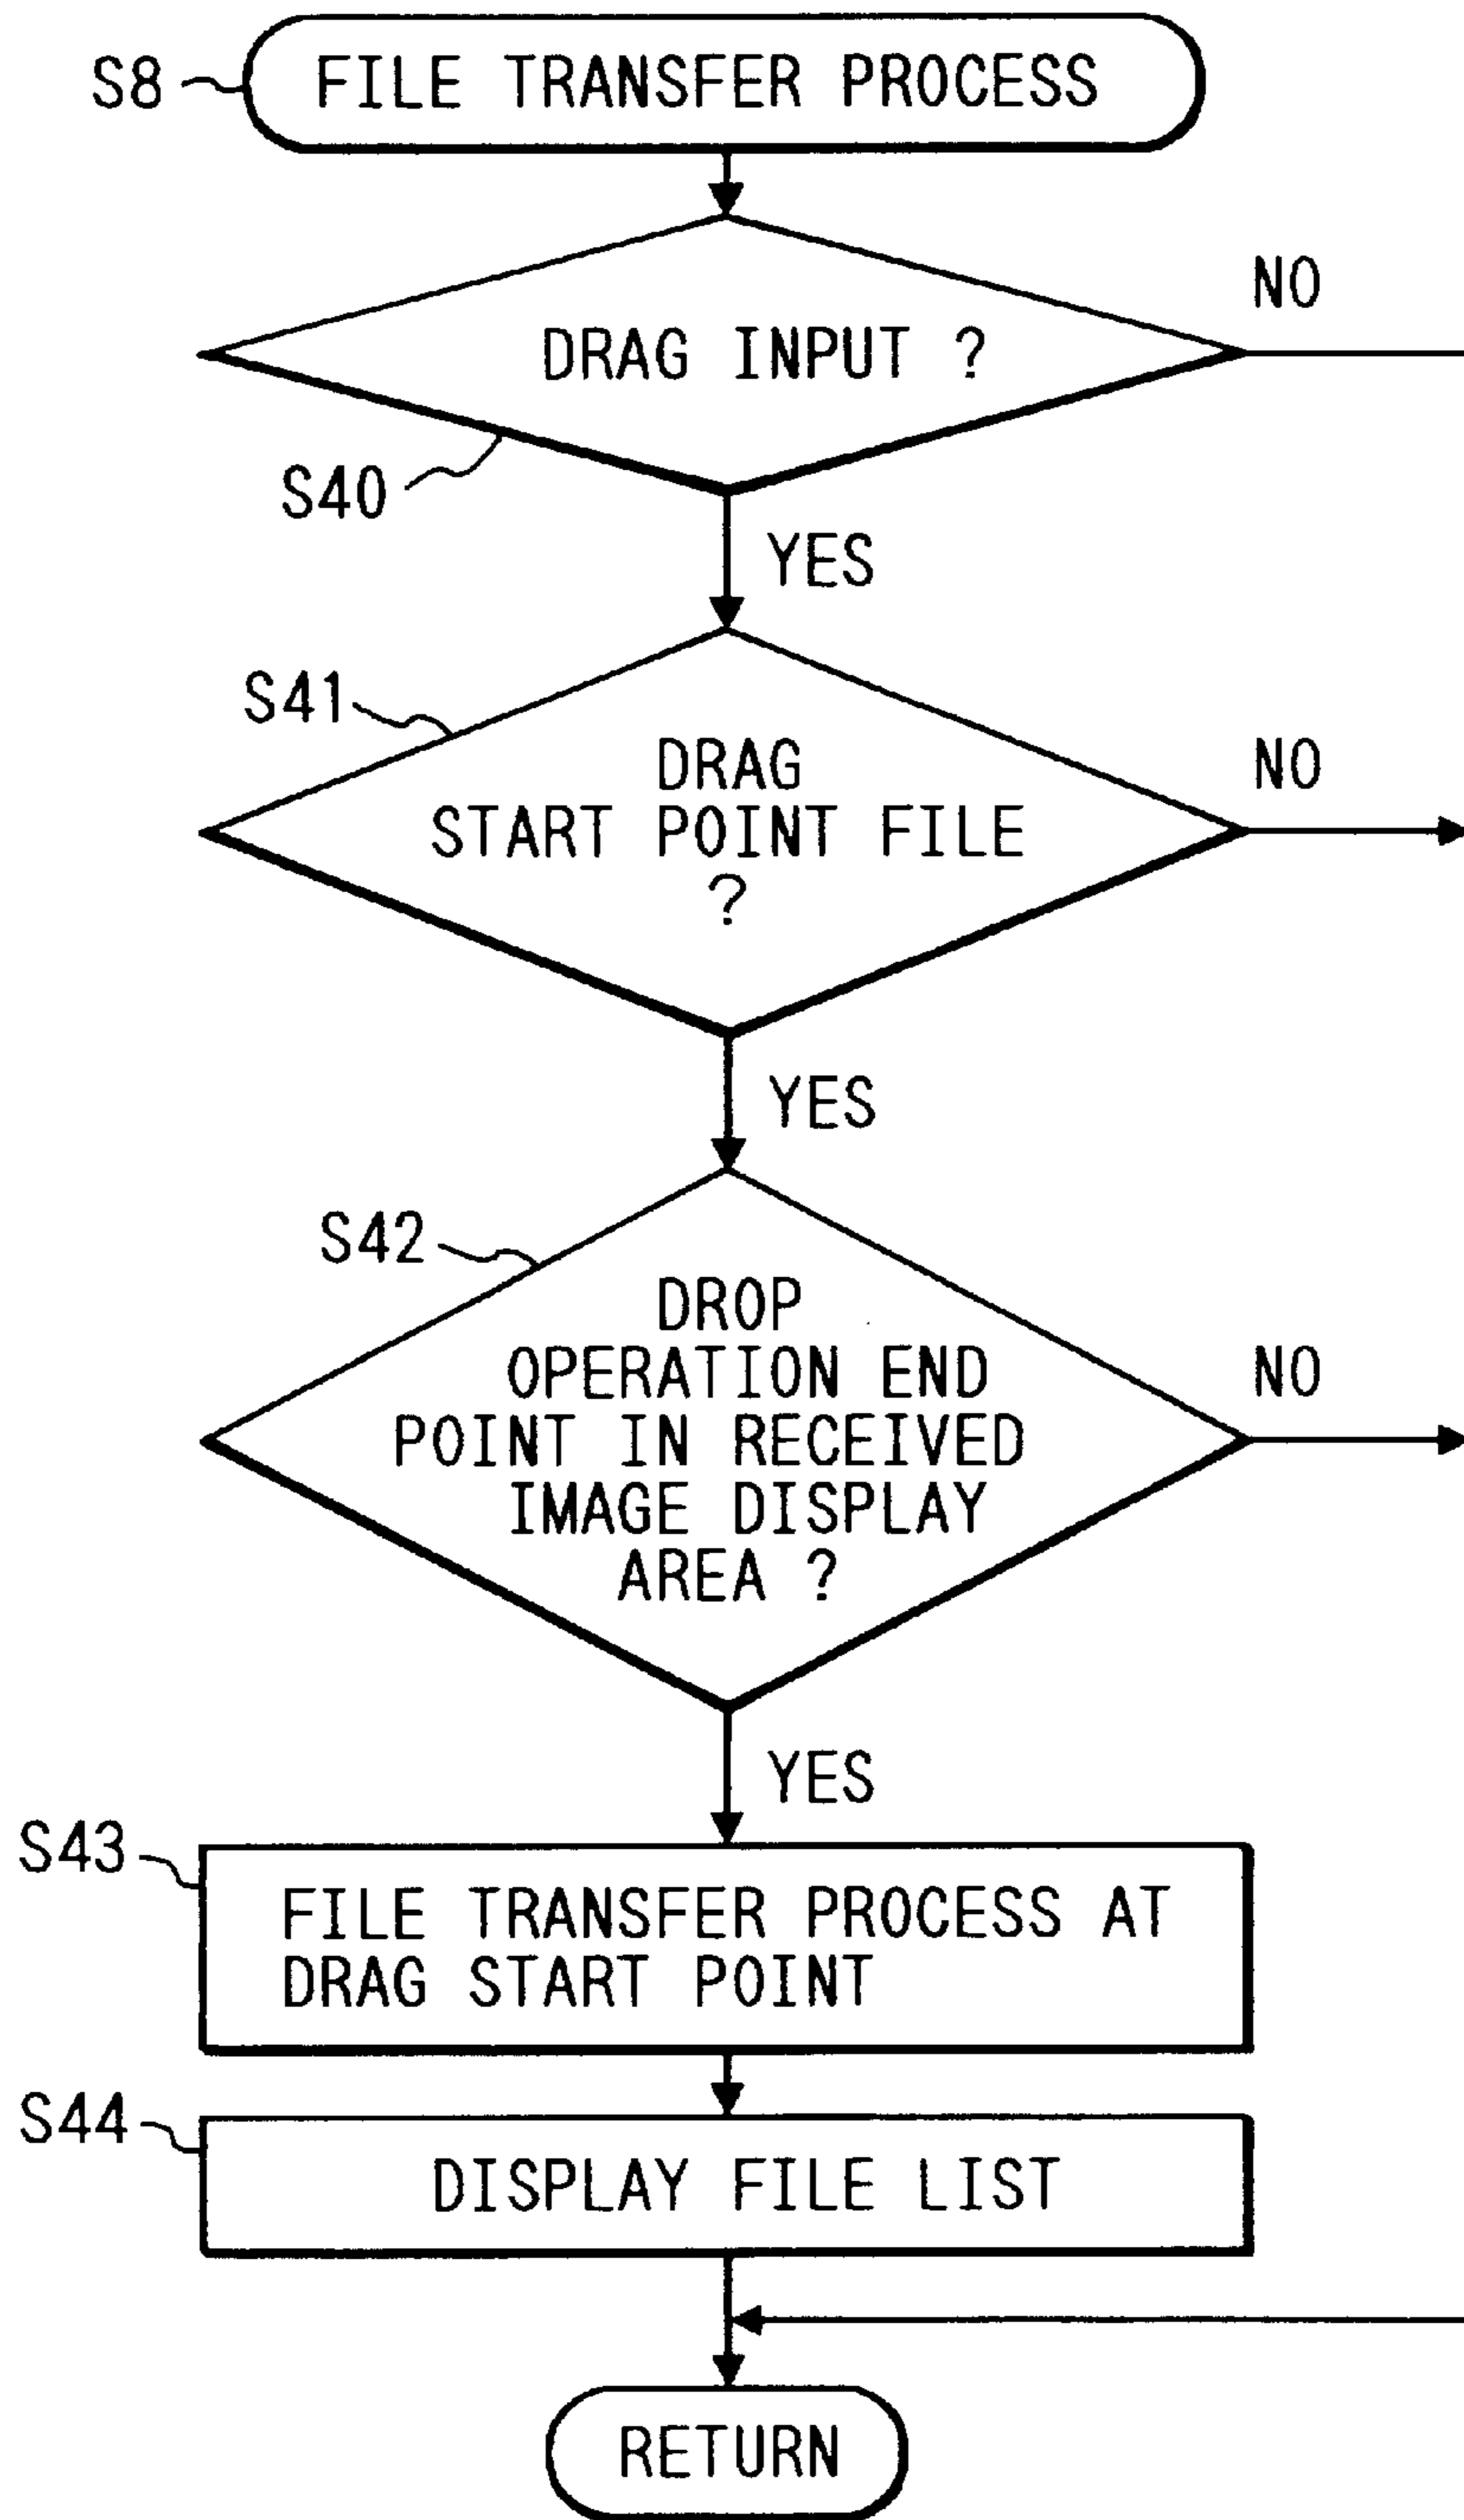 S8
FILE TRANSFER PROCESS
NO
DRAG INPUT ?
S40
YES
S41
DRAG
START POINT FILE
?
NO
YES
S42
DROP
OPERATION END
POINT IN RECEIVED
IMAGE DISPLAY
AREA ?
NO
YES
S43
FILE TRANSFER PROCESS AT
DRAG START POINT
S44
DISPLAY FILE LIST
RETURN